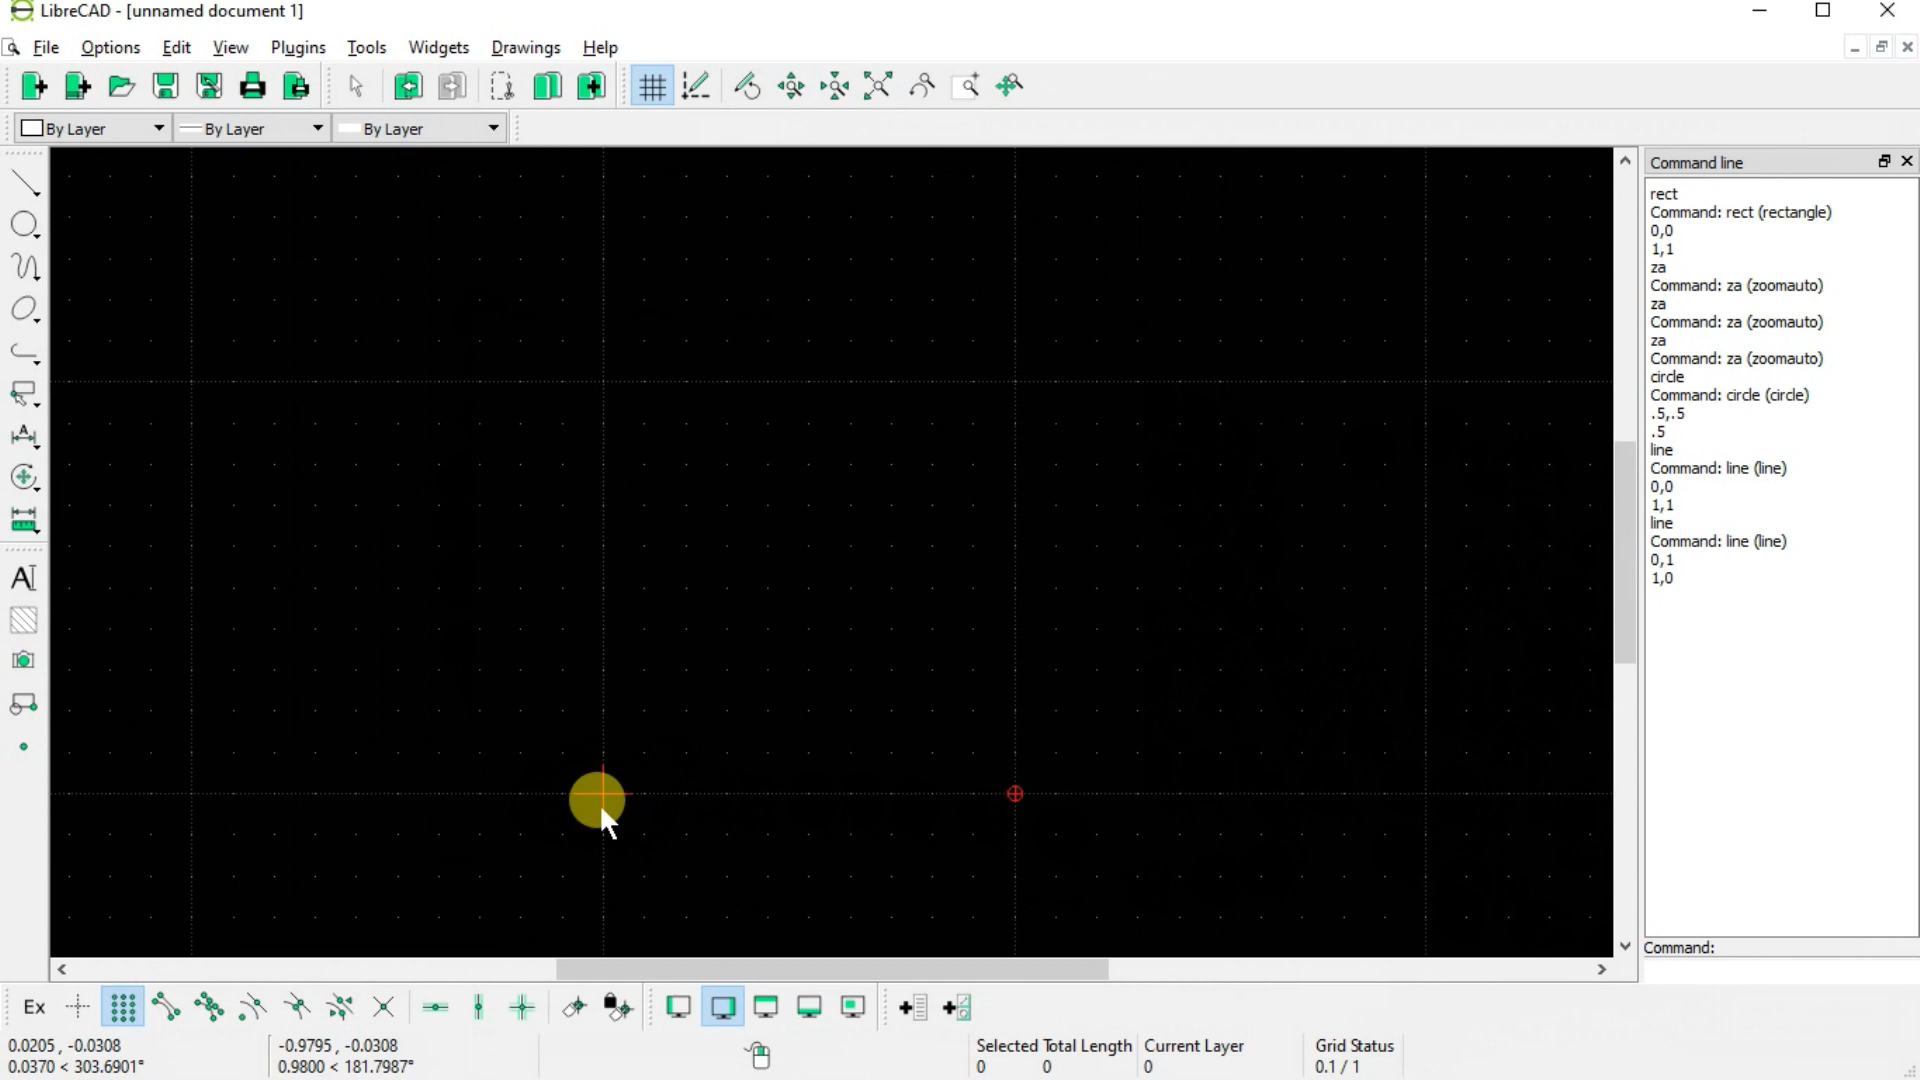 LibreCAD - [unnamed document 1]
File Options Edit View Plugins Tools Widgets Drawings Help
By Layer By Layer By Layer
Command line
rect
Command: rect (rectangle)
0,0
1,1
za
Command: za (zoomauto)
za
Command: za (zoomauto)
za
Command: za (zoomauto)
circle
Command: circle (circle)
.5,.5
.5
line
Command: line (line)
0,0
1,1
line
Command: line (line)
0,1
1,0
Command:
A
Ex
0.0205 , -0.0308 -0.9795 , -0.0308 Selected Total Length Current Layer Grid Status
0.0370 < 303.6901° 0.9800 < 181.7987° 0 0 0 0.1 / 1